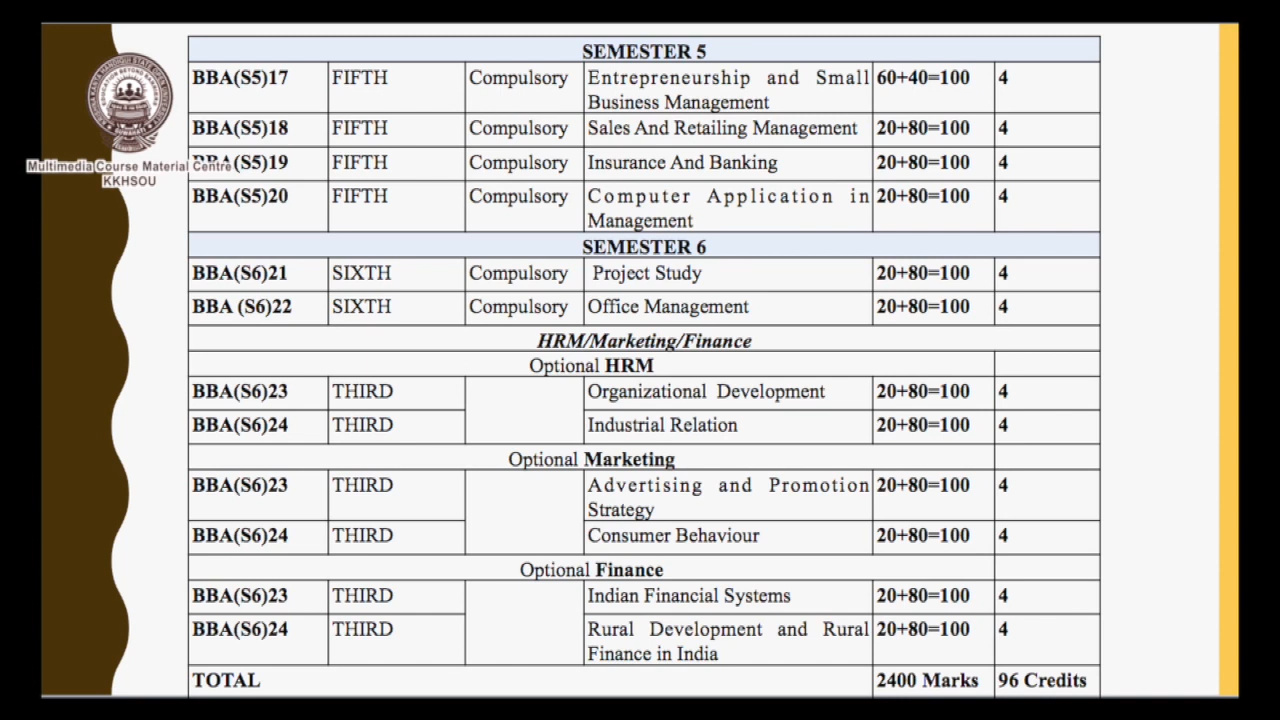 SEMESTER 5
BBA(S5)17 FIFTH Compulsory Entrepreneurship and Small 60+40=100 4
Business Management
BBA(S5)18 FIFTH Compulsory Sales And Retailing Management 20+80=100 4
BBA(S5)19 FIFTH Compulsory Insurance And Banking 20+80=100 4
Multimedia Course Material Centre
KKHSOU
BBA(S5)20 FIFTH Compulsory Computer Application in 20+80=100 4
Management
SEMESTER 6
BBA(S6)21 SIXTH Compulsory Project Study 20+80=100 4
BBA (S6)22 SIXTH Compulsory Office Management 20+80=100 4
HRM/Marketing/Finance
Optional HRM
BBA(S6)23 THIRD Organizational Development 20+80=100 4
BBA(S6)24 THIRD Industrial Relation 20+80=100 4
Optional Marketing
BBA(S6)23 THIRD Advertising and Promotion 20+80=100 4
Strategy
BBA(S6)24 THIRD Consumer Behaviour 20+80=100 4
Optional Finance
BBA(S6)23 THIRD Indian Financial Systems 20+80=100 4
BBA(S6)24 THIRD Rural Development and Rural 20+80=100 4
Finance in India
TOTAL 2400 Marks 96 Credits